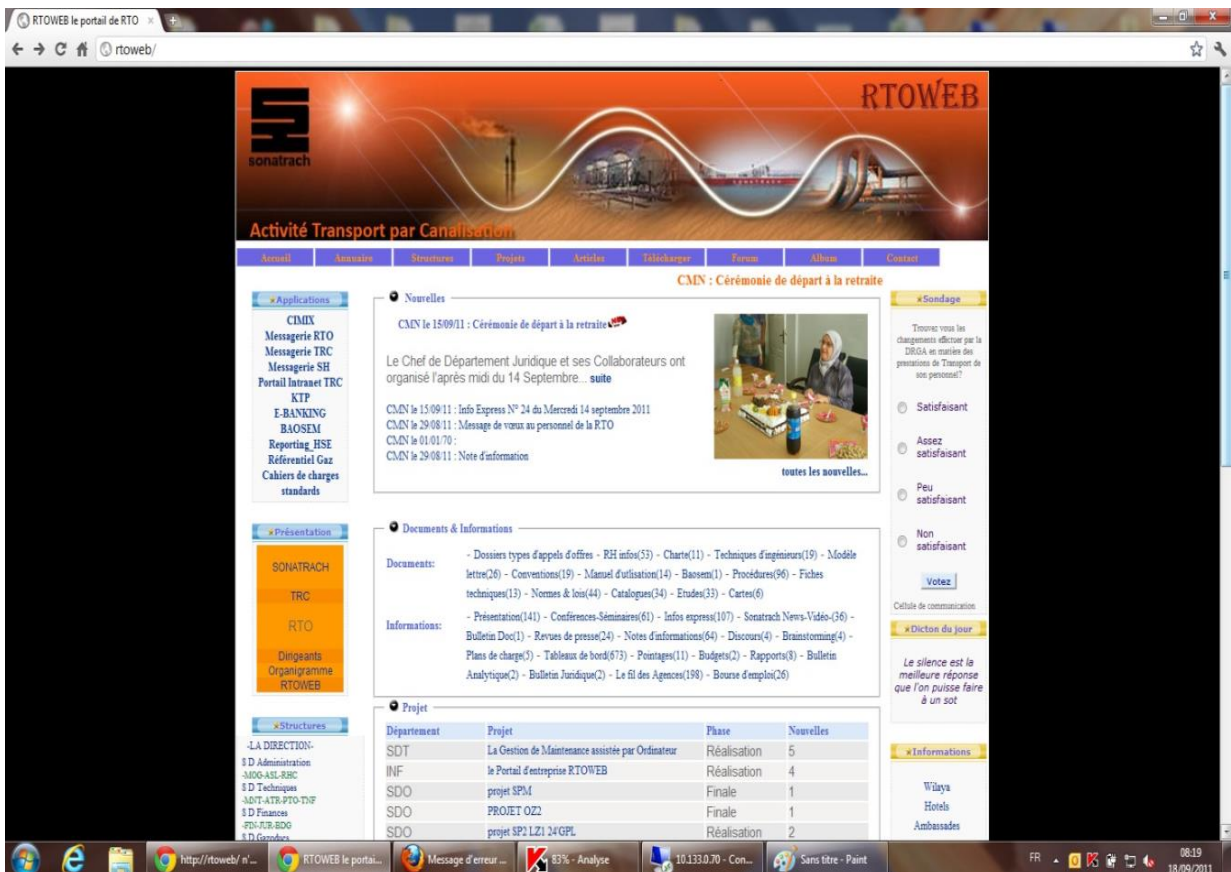 RTOWEB le portail de RTO
rtoweb/
RTOWEB
sonatrach
Activité Transport par Canalisation
Accueil Annuaire Structures Projets Articles Télécharger Forum Album Contact
CMN : Cérémonie de départ à la retraite
Applications
CIMIX
Messagerie RTO
Messagerie TRC
Messagerie SH
Portail Intranet TRC
KTP
E-BANKING
BAOSEM
Reporting_HSE
Référentiel Gaz
Cahiers de charges
standards
Présentation
SONATRACH
TRC
RTO
Dirigeants
Organigramme
RTOWEB
Structures
-LA DIRECTION-
S D Administration
-MOG-ASL-RHC
S D Techniques
-MNT-ATR-PTO-TNF
S D Finances
-FIN-JUR-BDG
S D Gazoducs
Nouvelles
CMN le 15/09/11 : Cérémonie de départ à la retraite
Le Chef de Département Juridique et ses Collaborateurs ont
organisé l'après midi du 14 Septembre... suite
CMN le 15/09/11 : Info Express N° 24 du Mercredi 14 septembre 2011
CMN le 29/08/11 : Message de vœux au personnel de la RTO
CMN le 01/01/70 :
CMN le 29/08/11 : Note d'information
toutes les nouvelles...
Documents & Informations
Documents:
- Dossiers types d'appels d'offres - RH infos(53) - Charte(11) - Techniques d'ingénieurs(19) - Modèle
lettre(26) - Conventions(19) - Manuel d'utlisation(14) - Baosem(1) - Procédures(96) - Fiches
techniques(13) - Normes & lois(44) - Catalogues(34) - Etudes(33) - Cartes(6)
Informations:
- Présentation(141) - Conférences-Séminaires(61) - Infos express(107) - Sonatrach News-Vidéo-(36) -
Bulletin Doc(1) - Revues de presse(24) - Notes d'informations(64) - Discours(4) - Brainstorming(4) -
Plans de charge(5) - Tableaux de bord(673) - Pointages(11) - Budgets(2) - Rapports(8) - Bulletin
Analytique(2) - Bulletin Juridique(2) - Le fil des Agences(198) - Bourse d'emploi(26)
Projet
Département Projet Phase Nouvelles
SDT La Gestion de Maintenance assistée par Ordinateur Réalisation 5
INF le Portail d'entreprise RTOWEB Réalisation 4
SDO projet SPM Finale 1
SDO PROJET OZ2 Finale 1
SDO projet SP2 LZ1 24'GPL Réalisation 2
Sondage
Trouvez vous les
changements éffectuer par la
DRGA en matière des
prestations de Transport de
son personnel?
Satisfaisant
Assez
satisfaisant
Peu
satisfaisant
Non
satisfaisant
Votez
Cellule de communication
Dicton du jour
Le silence est la
meilleure réponse
que l'on puisse faire
à un sot
Informations
Wilaya
Hotels
Ambassades
http://rtoweb/ n'...
RTOWEB le portai...
Message d'erreur ...
83% - Analyse
10.133.0.70 - Con...
Sans titre - Paint
FR
08:19
18/09/2011